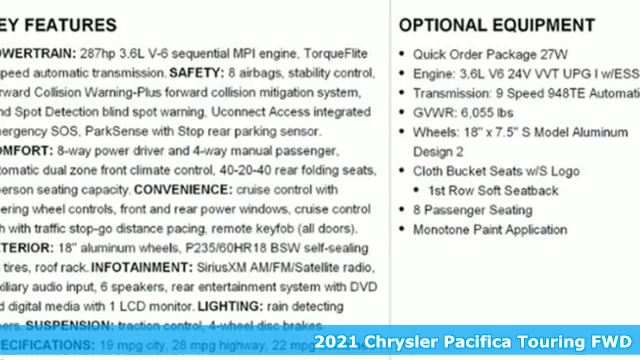 EY FEATURES
OWERTRAIN: 287hp 3.6L V-6 sequential MPI engine, TorqueFlite
speed automatic transmission. SAFETY: 8 airbags, stability control,
rward Collision Warning-Plus forward collision mitigation system,
nd Spot Detection blind spot warning, Uconnect Access integrated
ergency SOS, ParkSense with Stop rear parking sensor.
OMFORT: 8-way power driver and 4-way manual passenger,
tomatic dual zone front climate control, 40-20-40 rear folding seats,
erson seating capacity. CONVENIENCE: cruise control with
ering wheel controls, front and rear power windows, cruise control
h with traffic stop-go distance pacing, remote keyfob (all doors).
TERIOR: 18" aluminum wheels, P235/60HR18 BSW self-sealing
tires, roof rack. INFOTAINMENT: SiriusXM AM/FM/Satellite radio,
xiliary audio input, 6 speakers, rear entertainment system with DVD
d digital media with 1 LCD monitor. LIGHTING: rain detecting
ers. SUSPENSION: traction control, 4-wheel disc brakes.
ECIFICATIONS: 19 mpg city, 28 mpg highway, 22 mpg
OPTIONAL EQUIPMENT
• Quick Order Package 27W
• Engine: 3.6L V6 24V VVT UPG I w/ESS
• Transmission: 9 Speed 948TE Automati
• GVWR: 6,055 lbs
• Wheels: 18" x 7.5" S Model Aluminum
Design 2
• Cloth Bucket Seats w/S Logo
• 1st Row Soft Seatback
• 8 Passenger Seating
• Monotone Paint Application
2021 Chrysler Pacifica Touring FWD